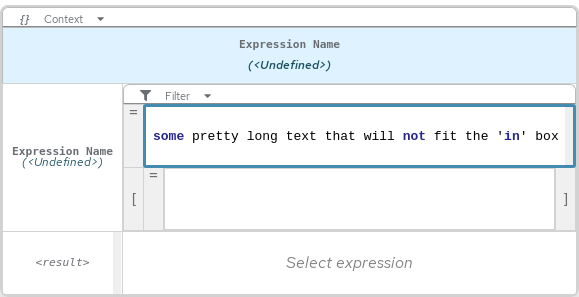 {} Context
Expression Name
(<Undefined>)
Filter
=
some pretty long text that will not fit the 'in' box
Expression Name
(<Undefined>)
[ = ]
<result>
Select expression